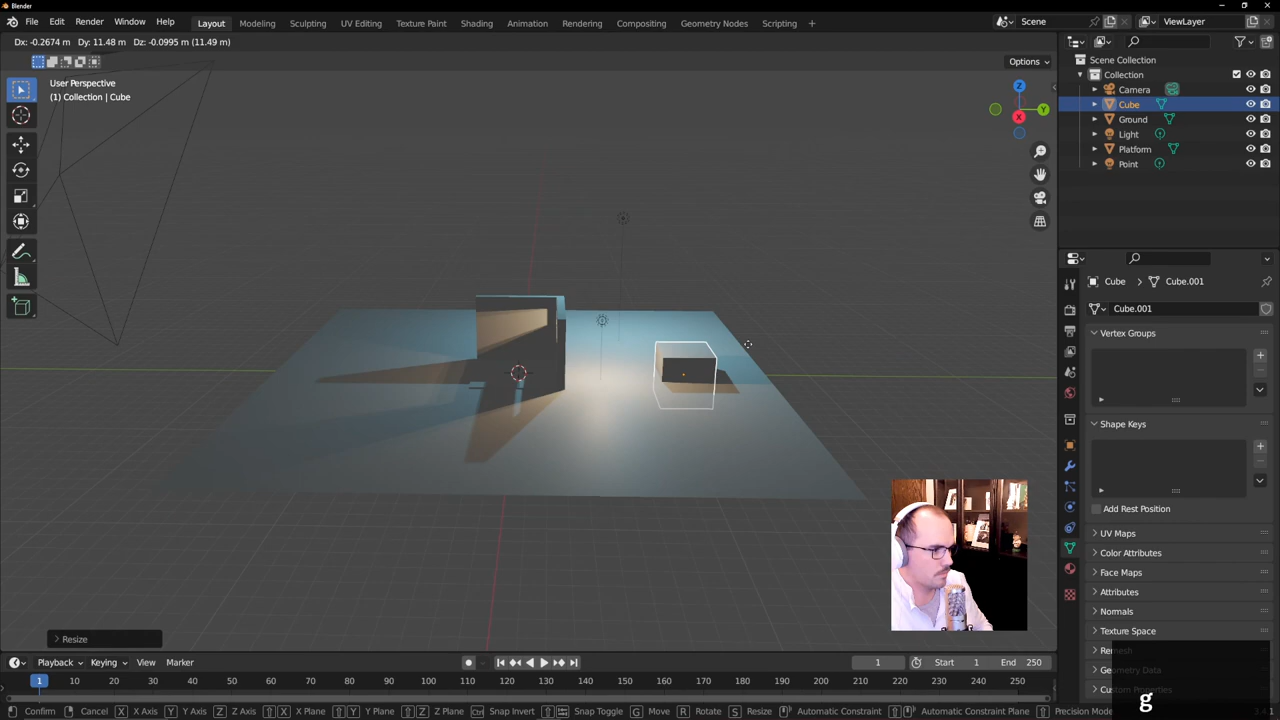 Blender
File Edit Render Window Help
Layout Modeling Sculpting UV Editing Texture Paint Shading Animation Rendering Compositing Geometry Nodes Scripting +
Scene
ViewLayer
Dx: -0.2674 m Dy: 11.48 m Dz: -0.0995 m (11.49 m)
Options
User Perspective
(1) Collection | Cube
Z
Y
X
Resize
Scene Collection
Collection
Camera
Cube
Ground
Light
Platform
Point
Cube > Cube.001
Cube.001
Vertex Groups
Shape Keys
Add Rest Position
UV Maps
Color Attributes
Face Maps
Attributes
Normals
Texture Space
Remesh
Geometry Data
Custom Properties
g
Playback Keying View Marker
1 Start 1 End 250
1 10 20 30 40 50 60 70 80 90 100 110 120 130 140 150 160 170 180 190 200 210 220 230 240 250
Confirm Cancel X X Axis Y Y Axis Z Z Axis X X Plane Y Y Plane Z Z Plane Snap Invert Snap Toggle G Move R Rotate S Resize Automatic Constraint Automatic Constraint Plane Precision Mode